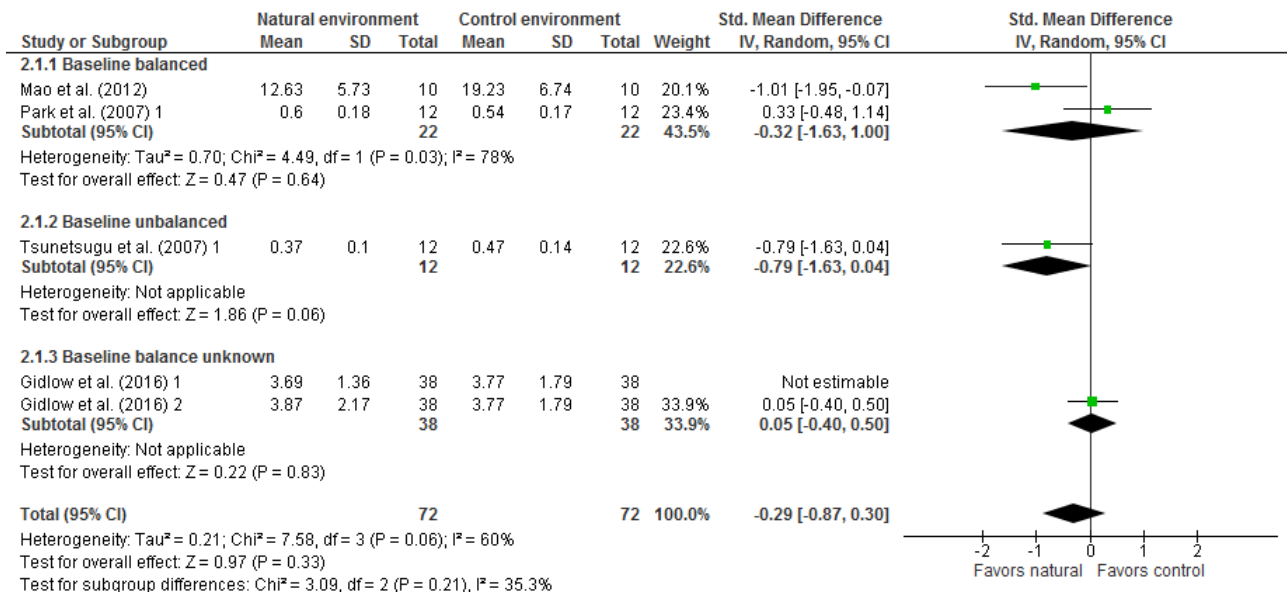 Natural environment Control environment Std. Mean Difference Std. Mean Difference
Study or Subgroup Mean SD Total Mean SD Total Weight IV, Random, 95% CI IV, Random, 95% CI
2.1.1 Baseline balanced
Mao et al. (2012) 12.63 5.73 10 19.23 6.74 10 20.1% -1.01 [-1.95, -0.07]
Park et al. (2007) 1 0.6 0.18 12 0.54 0.17 12 23.4% 0.33 [-0.48, 1.14]
Subtotal (95% CI) 22 22 43.5% -0.32 [-1.63, 1.00]
Heterogeneity: Tau² = 0.70; Chi² = 4.49, df = 1 (P = 0.03); I² = 78%
Test for overall effect: Z = 0.47 (P = 0.64)
2.1.2 Baseline unbalanced
Tsunetsugu et al. (2007) 1 0.37 0.1 12 0.47 0.14 12 22.6% -0.79 [-1.63, 0.04]
Subtotal (95% CI) 12 12 22.6% -0.79 [-1.63, 0.04]
Heterogeneity: Not applicable
Test for overall effect: Z = 1.86 (P = 0.06)
2.1.3 Baseline balance unknown
Gidlow et al. (2016) 1 3.69 1.36 38 3.77 1.79 38 Not estimable
Gidlow et al. (2016) 2 3.87 2.17 38 3.77 1.79 38 33.9% 0.05 [-0.40, 0.50]
Subtotal (95% CI) 38 38 33.9% 0.05 [-0.40, 0.50]
Heterogeneity: Not applicable
Test for overall effect: Z = 0.22 (P = 0.83)
Total (95% CI) 72 72 100.0% -0.29 [-0.87, 0.30]
Heterogeneity: Tau² = 0.21; Chi² = 7.58, df = 3 (P = 0.06); I² = 60%
Test for overall effect: Z = 0.97 (P = 0.33)
Test for subgroup differences: Chi² = 3.09, df = 2 (P = 0.21), I² = 35.3%
-2 -1 0 1 2
Favors natural Favors control